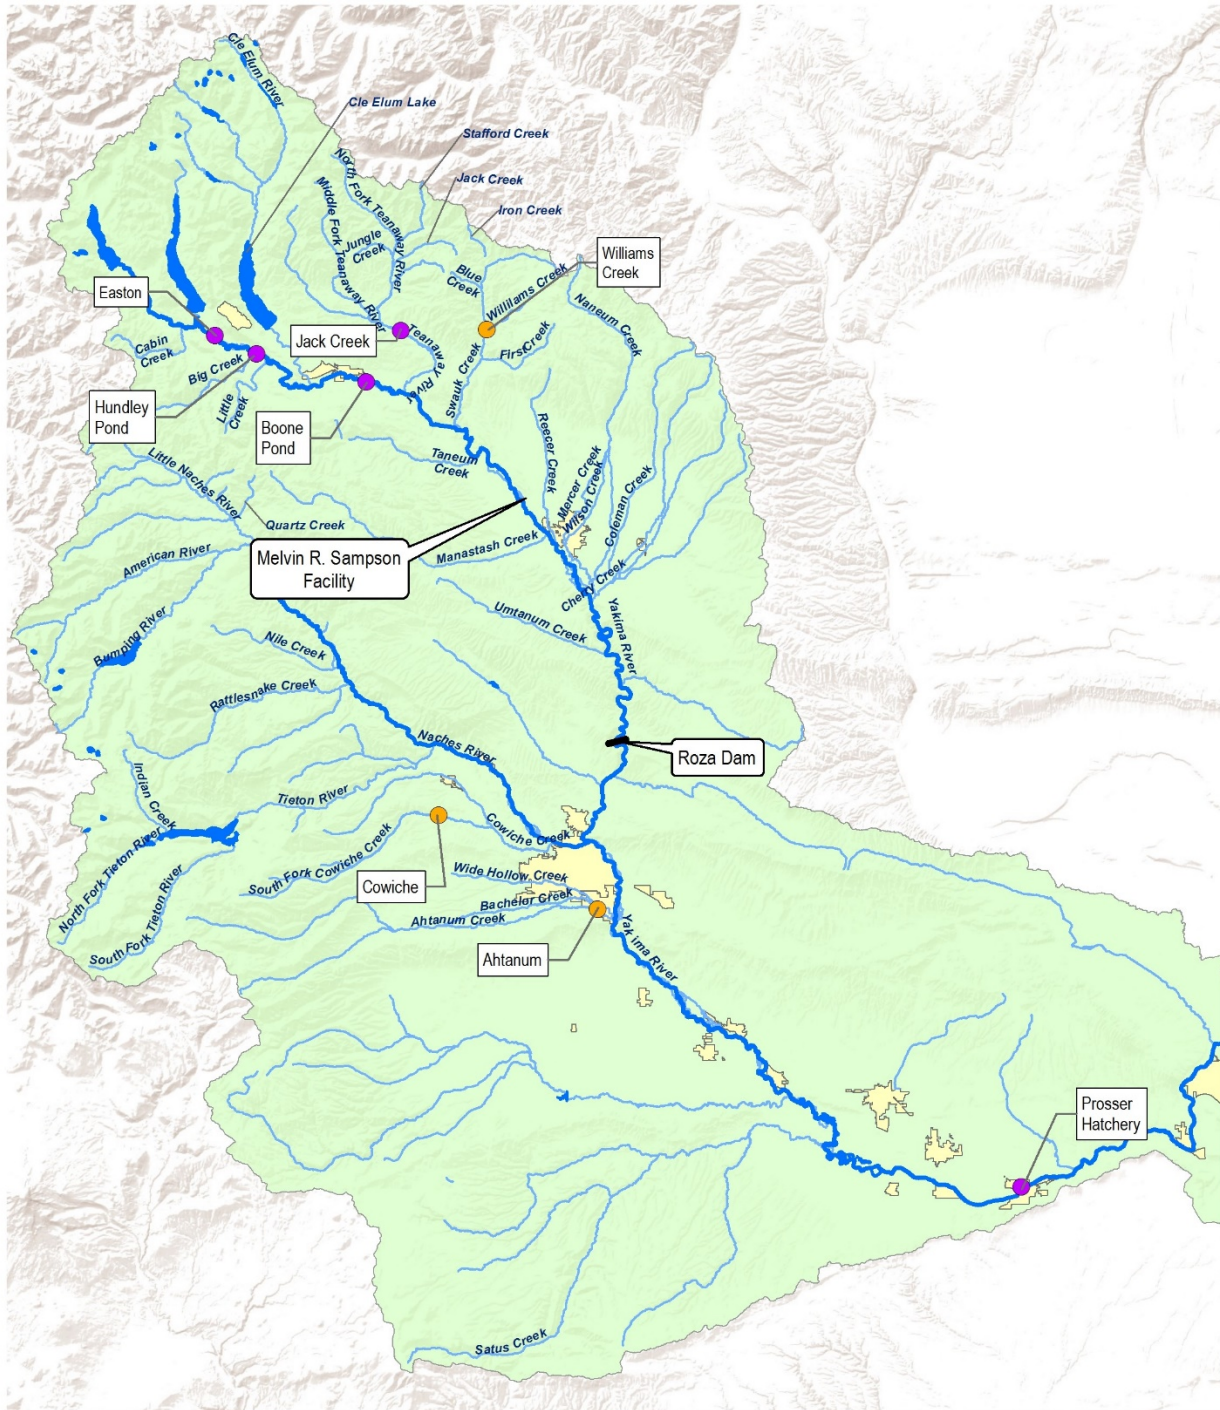 Cle Elum River
Cle Elum Lake
Stafford Creek
North Fork Teanaway River
Jack Creek
Middle Fork Teanaway River
Iron Creek
Jungle
Creek
Williams
Creek
Blue
Creek
Willilams Creek
Easton
Naneum Creek
Jack Creek
Teanaway River
Cabin
Creek
First Creek
Big Creek
Swauk Creek
Hundley
Pond
Little
Creek
Boone
Pond
Reecer Creek
Little Naches River
Taneum
Creek
Mercer Creek
Wilson Creek
Coleman Creek
Quartz Creek
American River
Melvin R. Sampson
Facility
Manastash Creek
Cherry Creek
Bumping River
Umtanum Creek
Yakima River
Nile Creek
Rattlesnake Creek
Naches River
Roza Dam
Indian Creek
Tieton River
Cowiche Creek
North Fork Tieton River
South Fork Cowiche Creek
Cowiche
Wide Hollow Creek
South Fork Tieton River
Bachelor Creek
Ahtanum Creek
Ahtanum
Yak ima River
Prosser
Hatchery
Satus Creek